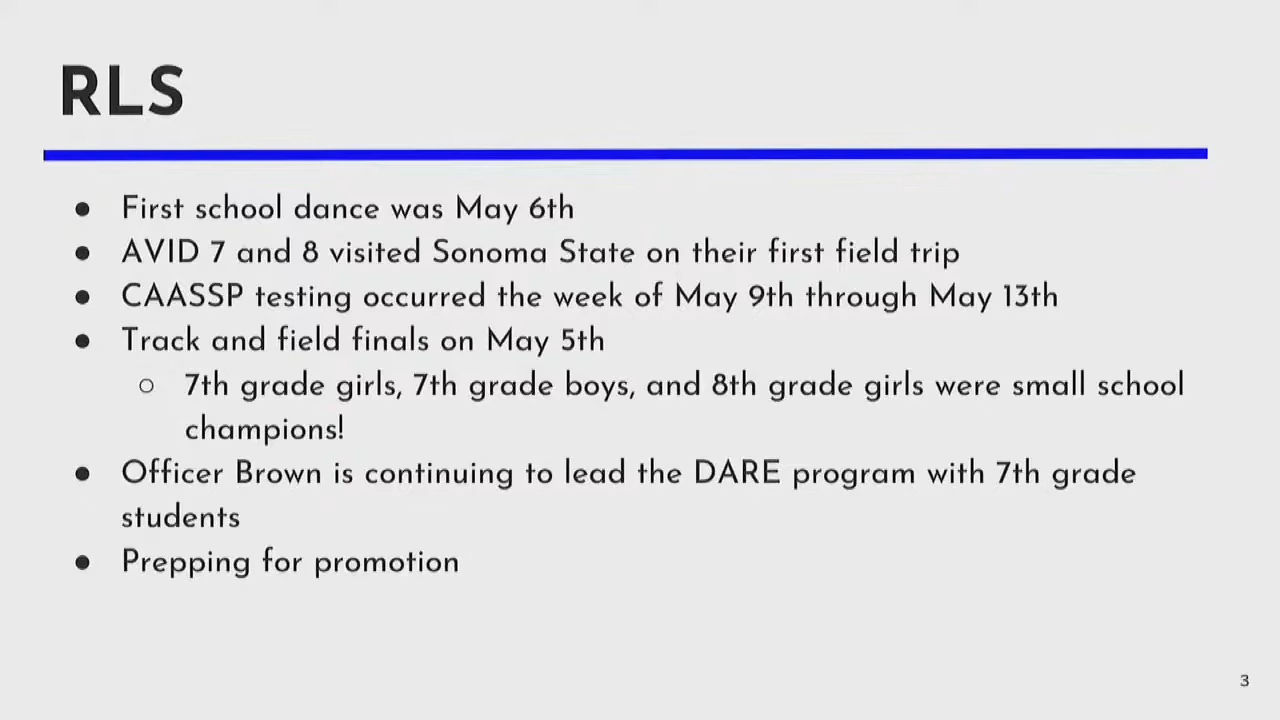 RLS
● First school dance was May 6th
● AVID 7 and 8 visited Sonoma State on their first field trip
● CAASSP testing occurred the week of May 9th through May 13th
● Track and field finals on May 5th
○ 7th grade girls, 7th grade boys, and 8th grade girls were small school
champions!
● Officer Brown is continuing to lead the DARE program with 7th grade
students
● Prepping for promotion
3